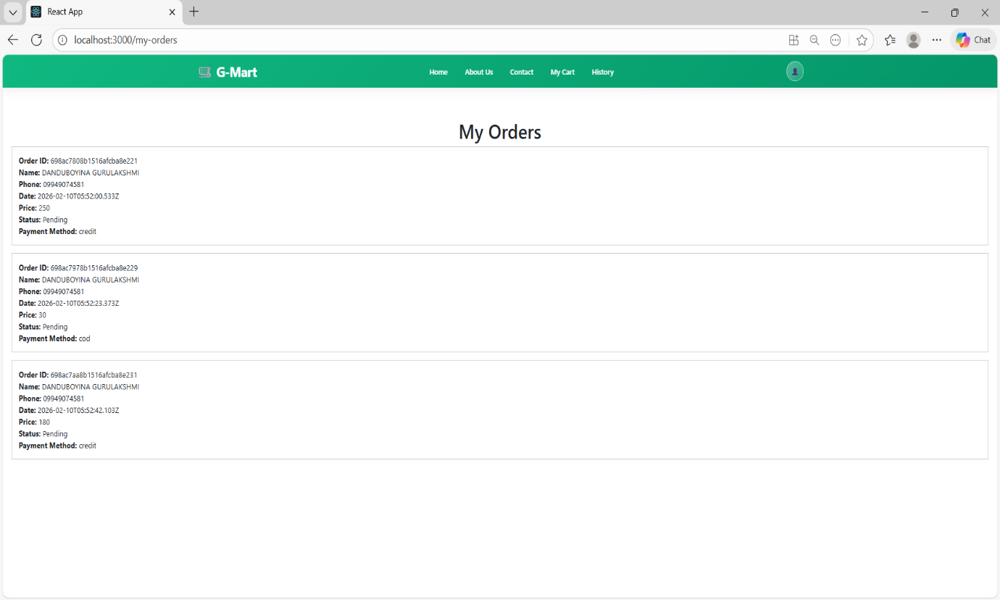 React App
localhost:3000/my-orders
Chat
G-Mart
Home About Us Contact My Cart History
My Orders
Order ID: 698ac7808b1516afcba8e221
Name: DANDUBOYINA GURULAKSHMI
Phone: 09949074581
Date: 2026-02-10T05:52:00.533Z
Price: 250
Status: Pending
Payment Method: credit
Order ID: 698ac7978b1516afcba8e229
Name: DANDUBOYINA GURULAKSHMI
Phone: 09949074581
Date: 2026-02-10T05:52:23.373Z
Price: 30
Status: Pending
Payment Method: cod
Order ID: 698ac7aa8b1516afcba8e231
Name: DANDUBOYINA GURULAKSHMI
Phone: 09949074581
Date: 2026-02-10T05:52:42.103Z
Price: 180
Status: Pending
Payment Method: credit